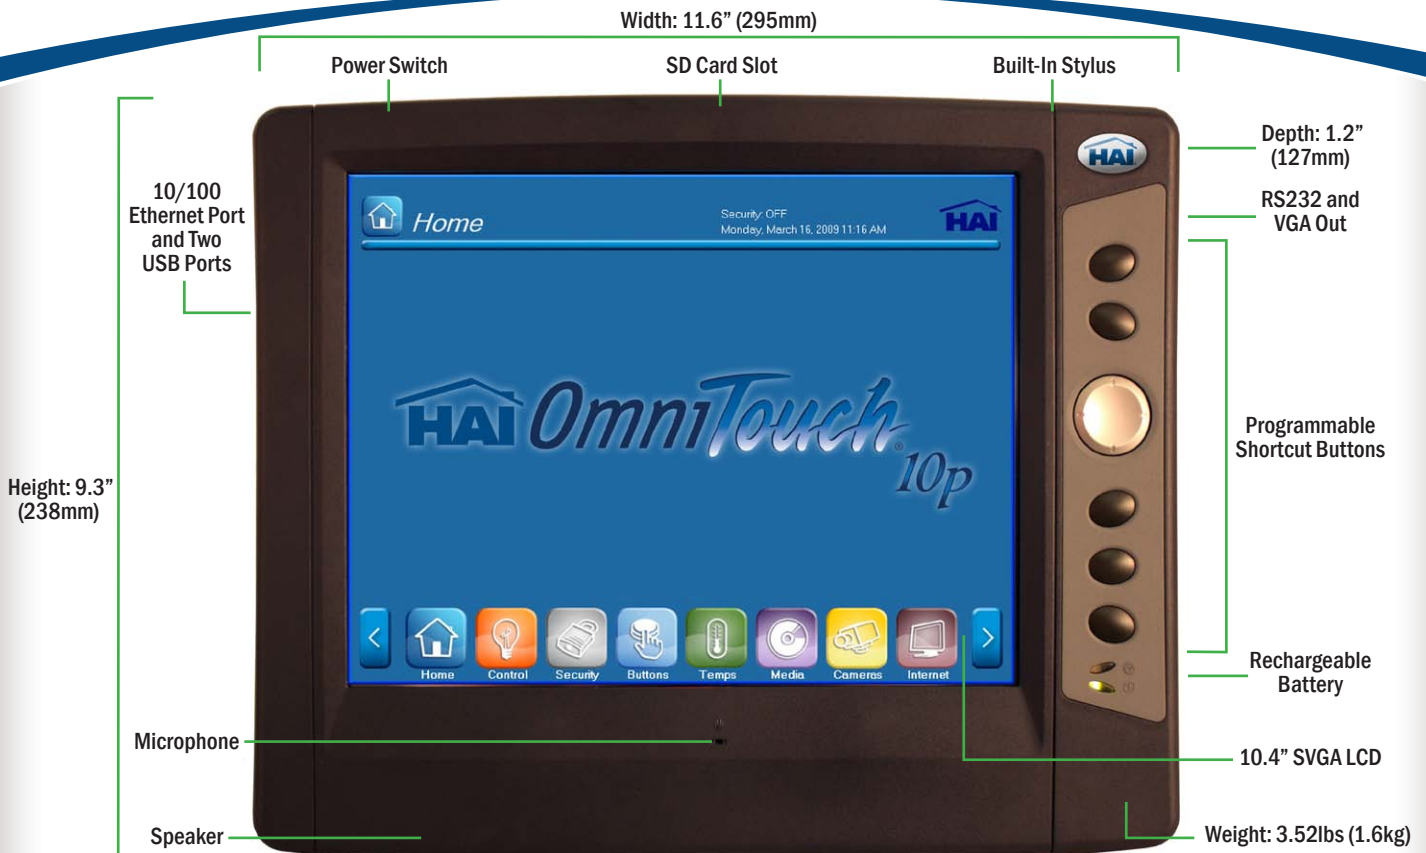 Width: 11.6” (295mm)
Power Switch
SD Card Slot
Built-In Stylus
Depth: 1.2”
(127mm)
HAI
10/100
Ethernet Port
and Two
USB Ports
RS232 and
VGA Out
Home
Security: OFF
Monday, March 16, 2009 11:16 AM
HAI
HAI OmniTouch® 10p
Programmable
Shortcut Buttons
Height: 9.3”
(238mm)
Home
Control
Security
Buttons
Temps
Media
Cameras
Internet
Rechargeable
Battery
Microphone
10.4” SVGA LCD
Speaker
Weight: 3.52lbs (1.6kg)